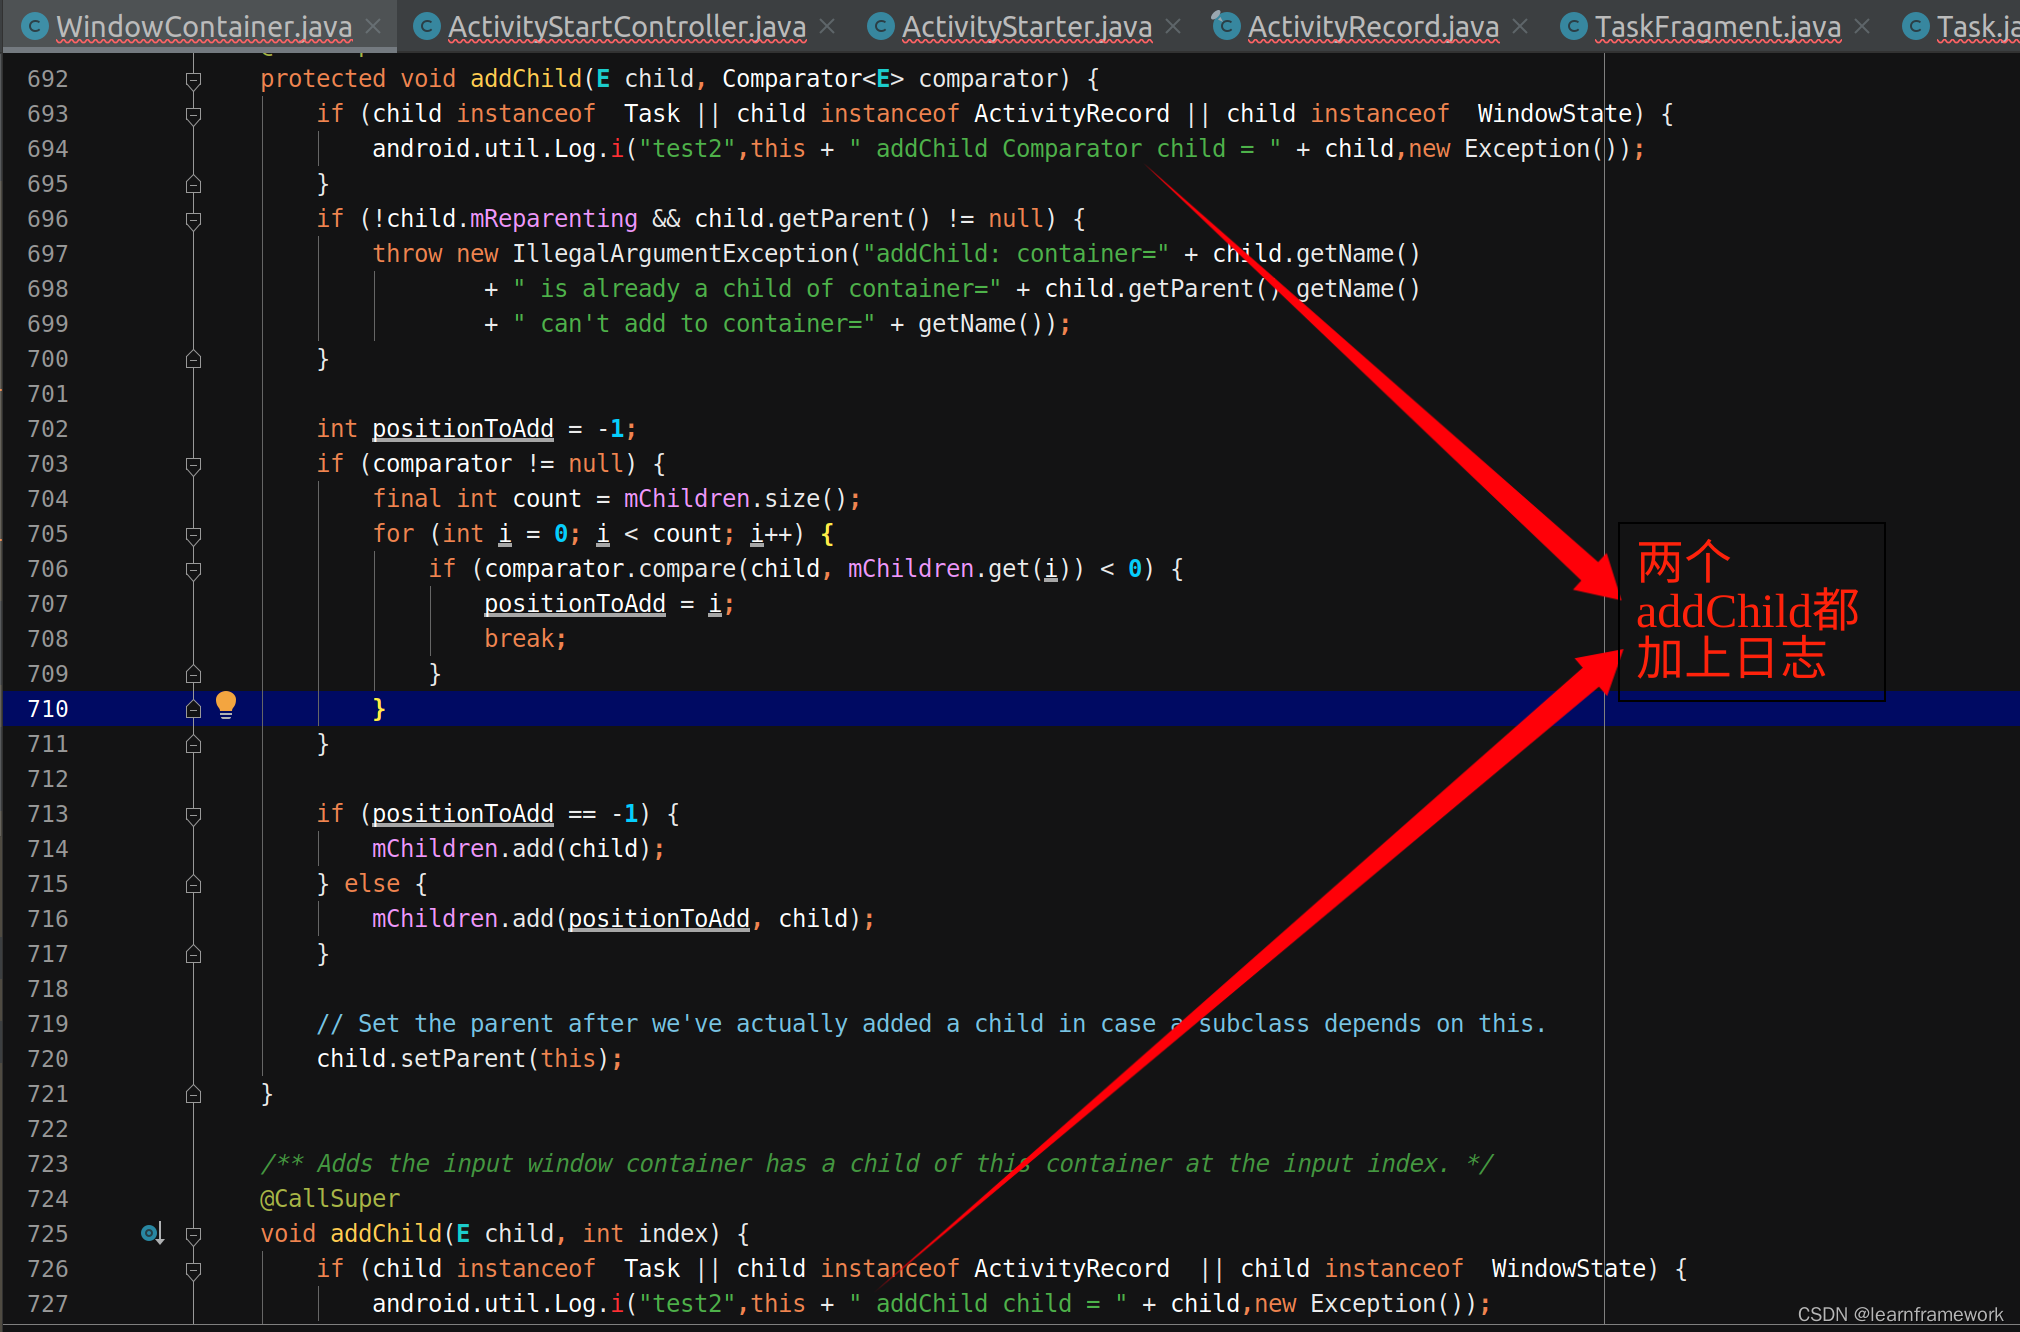 WindowContainer.java ActivityStartController.java ActivityStarter.java ActivityRecord.java TaskFragment.java Task.ja
692 protected void addChild(E child, Comparator<E> comparator) {
693 if (child instanceof  Task || child instanceof ActivityRecord || child instanceof  WindowState) {
694 android.util.Log.i("test2",this + " addChild Comparator child = " + child,new Exception());
695 }
696 if (!child.mReparenting && child.getParent() != null) {
697 throw new IllegalArgumentException("addChild: container=" + child.getName()
698 + " is already a child of container=" + child.getParent().getName()
699 + " can't add to container=" + getName());
700 }
701
702 int positionToAdd = -1;
703 if (comparator != null) {
704 final int count = mChildren.size();
705 for (int i = 0; i < count; i++) {
706 if (comparator.compare(child, mChildren.get(i)) < 0) {
707 positionToAdd = i;
708 break;
709 }
710 }
711 }
712
713 if (positionToAdd == -1) {
714 mChildren.add(child);
715 } else {
716 mChildren.add(positionToAdd, child);
717 }
718
719 // Set the parent after we've actually added a child in case a subclass depends on this.
720 child.setParent(this);
721 }
722
723 /** Adds the input window container has a child of this container at the input index. */
724 @CallSuper
725 void addChild(E child, int index) {
726 if (child instanceof  Task || child instanceof ActivityRecord  || child instanceof  WindowState) {
727 android.util.Log.i("test2",this + " addChild child = " + child,new Exception());
两个
addChild都
加上日志
CSDN @learnframework